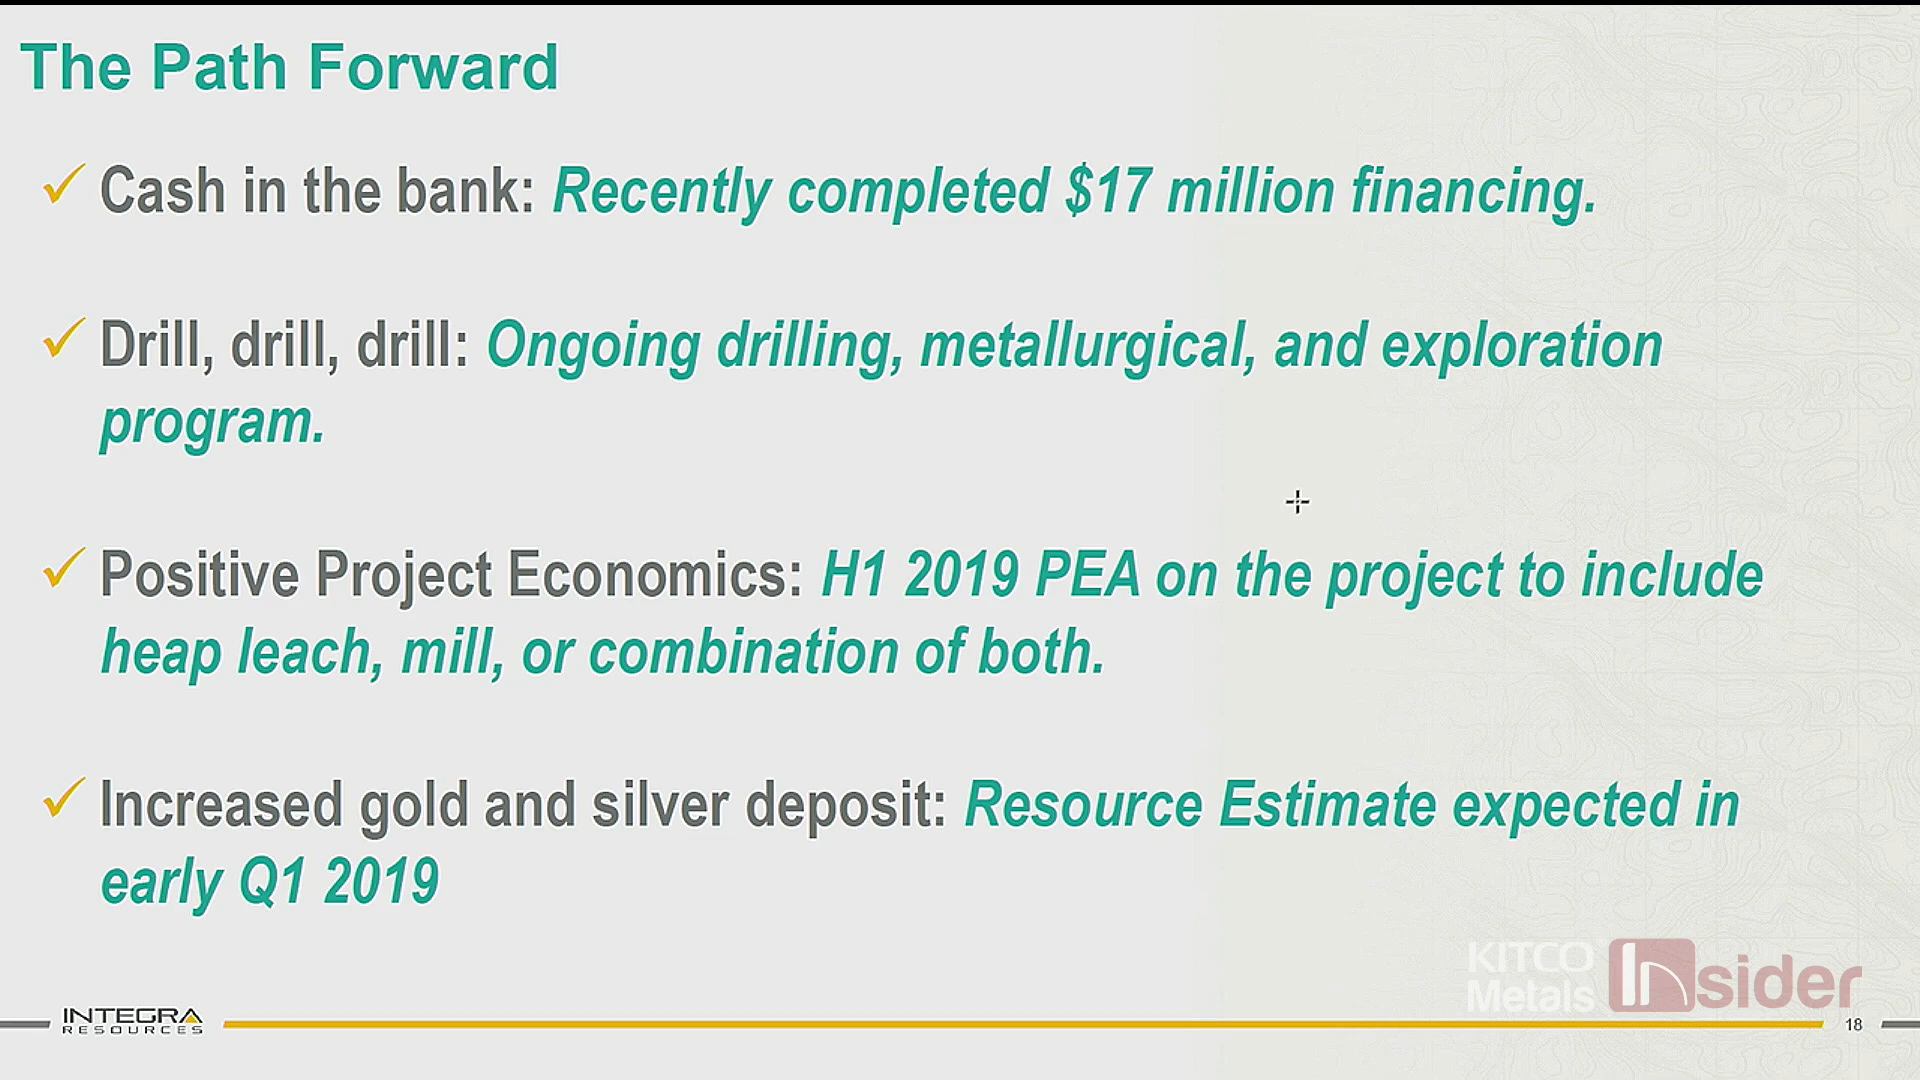 The Path Forward
Cash in the bank: Recently completed $17 million financing.
Drill, drill, drill: Ongoing drilling, metallurgical, and exploration
program.
Positive Project Economics: H1 2019 PEA on the project to include
heap leach, mill, or combination of both.
Increased gold and silver deposit: Resource Estimate expected in
early Q1 2019
KITCO
Metals Insider
INTEGRA
RESOURCES
18